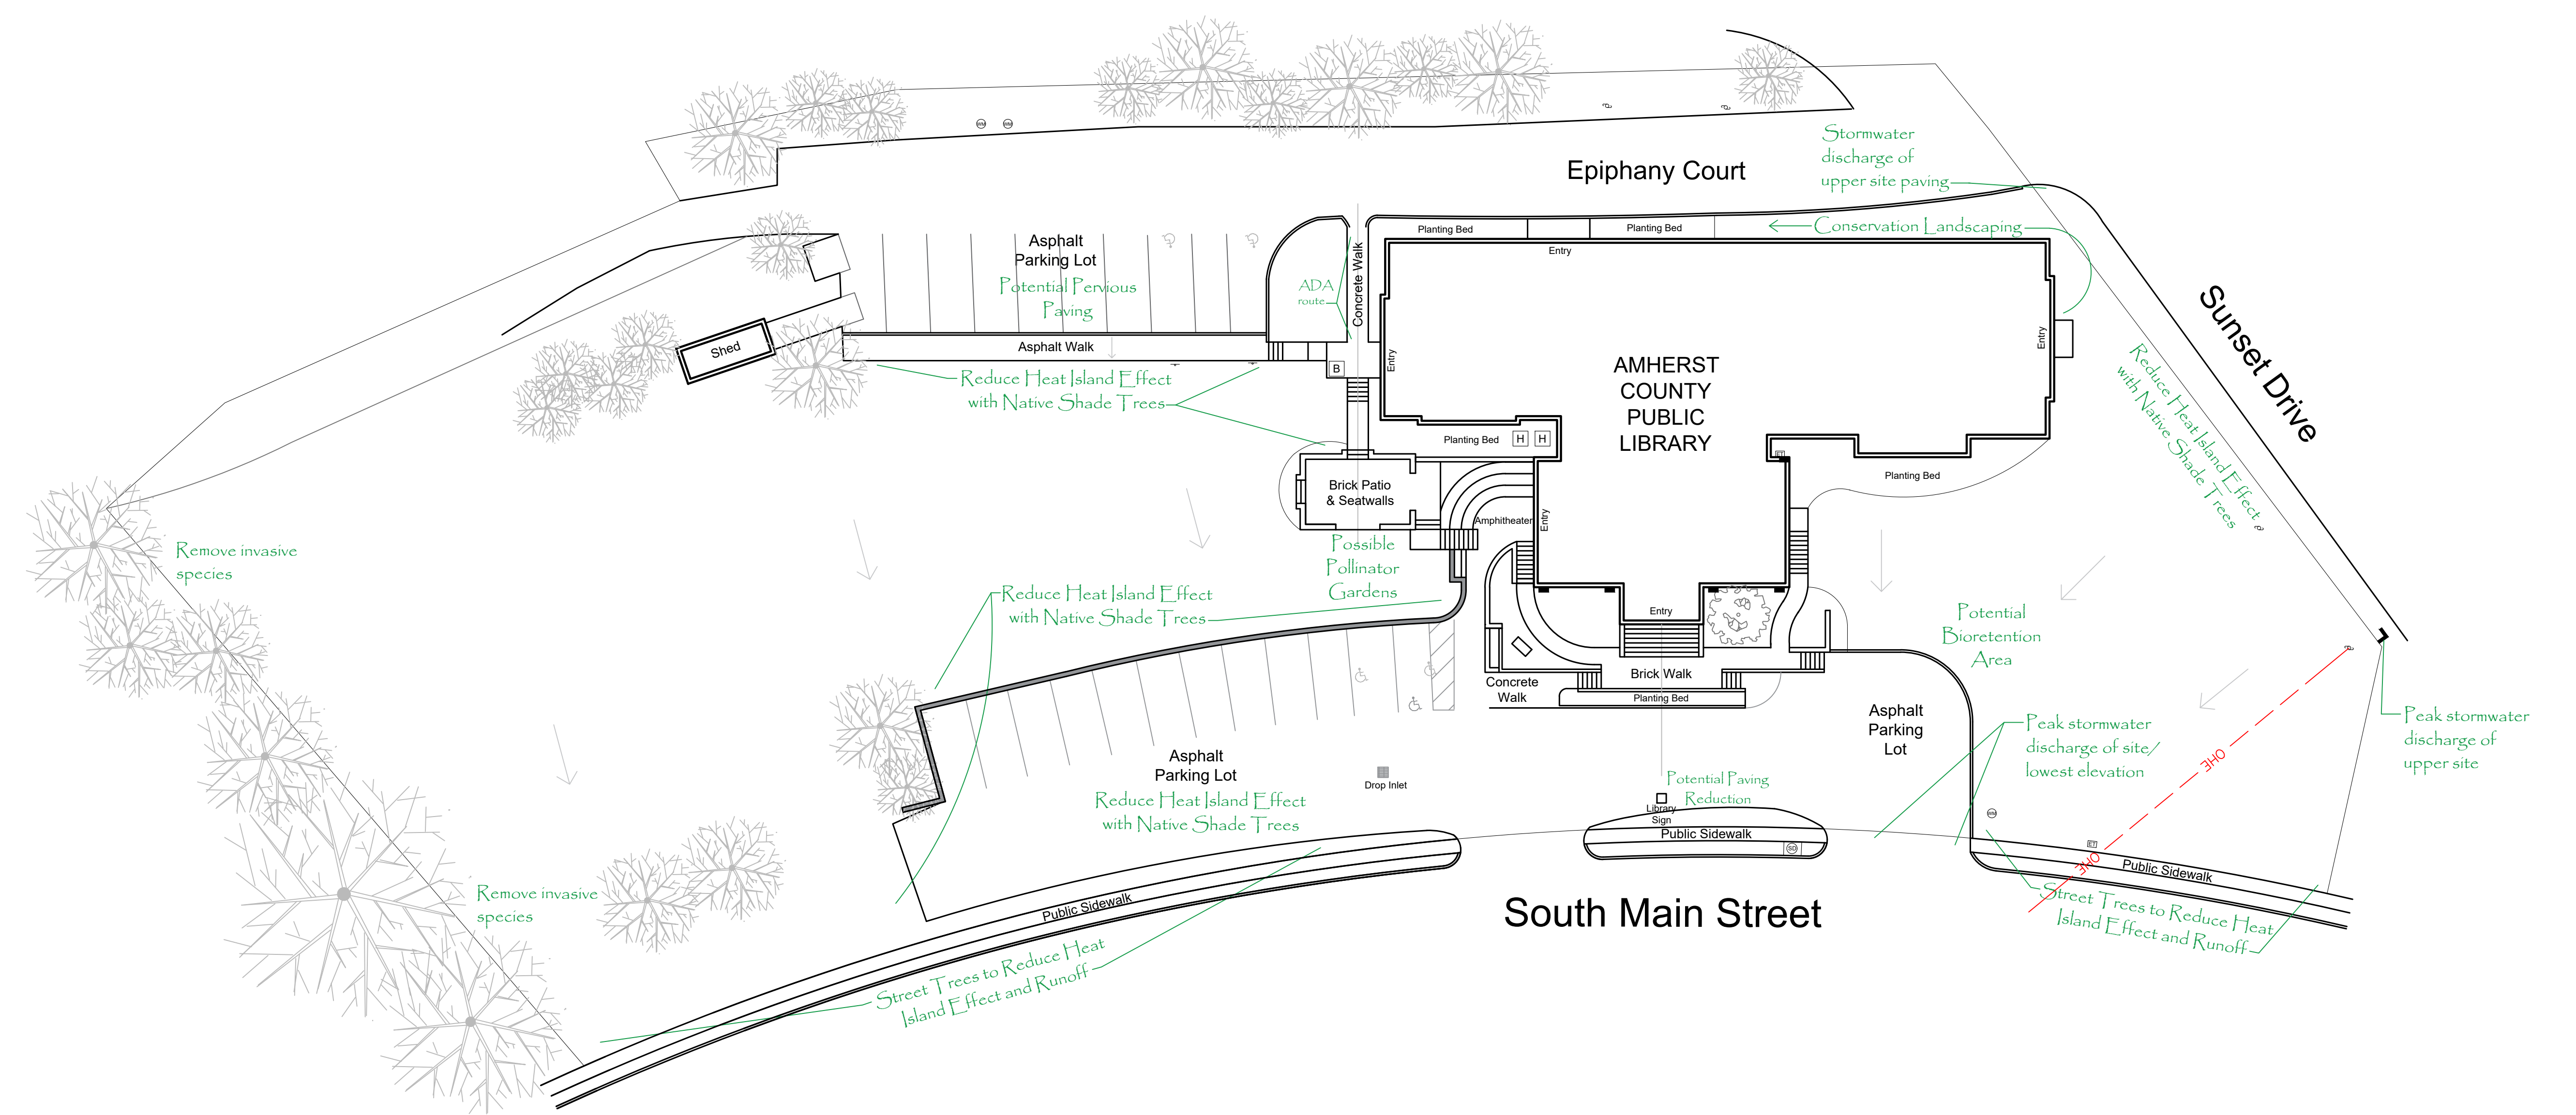 Stormwater
discharge of
upper site paving
Epiphany Court
WM
WM
Conservation Landscaping
Planting Bed
Planting Bed
Entry
Asphalt
Parking Lot
Potential Pervious
Paving
ADA
route
Concrete Walk
Entry
Entry
Sunset Drive
Reduce Heat Island Effect
with Native Shade Trees
Shed
Asphalt Walk
B
Reduce Heat Island Effect
with Native Shade Trees
AMHERST
COUNTY
PUBLIC
LIBRARY
Planting Bed
H
H
ET
Planting Bed
Brick Patio
& Seatwalls
Amphitheater
Entry
Possible
Pollinator
Gardens
Remove invasive
species
Reduce Heat Island Effect
with Native Shade Trees
Entry
Potential
Bioretention
Area
Brick Walk
Concrete
Walk
Planting Bed
Asphalt
Parking
Lot
Peak stormwater
discharge of site/
lowest elevation
Peak stormwater
discharge of
upper site
OHE
OHE
Asphalt
Parking Lot
Reduce Heat Island Effect
with Native Shade Trees
Drop Inlet
Potential Paving
Reduction
Library
Sign
Public Sidewalk
SD
WM
ET
Public Sidewalk
Street Trees to Reduce Heat
Island Effect and Runoff
Remove invasive
species
Public Sidewalk
South Main Street
Street Trees to Reduce Heat
Island Effect and Runoff